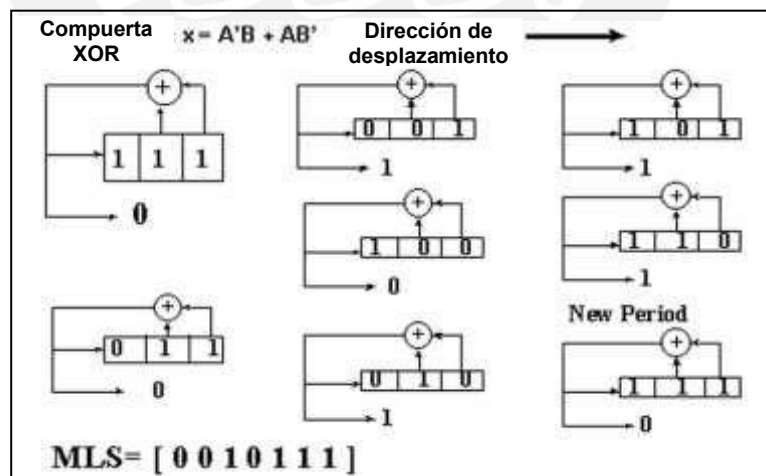 Compuerta
XOR
x = A'B + AB'
Dirección de
desplazamiento
+
1 1 1
0
+
0 1 1
0
+
0 0 1
1
+
1 0 0
0
+
0 1 0
1
+
1 0 1
1
+
1 1 0
1
New Period
+
1 1 1
0
MLS= [ 0 0 1 0 1 1 1 ]